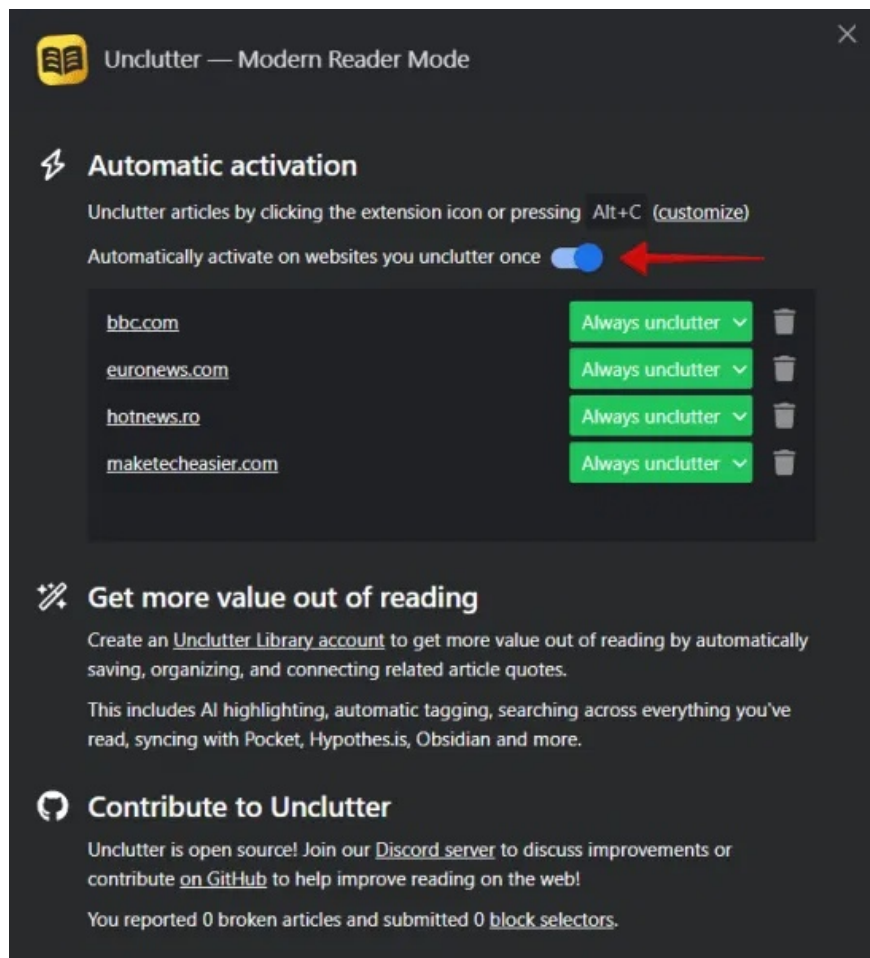 Unclutter — Modern Reader Mode
Automatic activation
Unclutter articles by clicking the extension icon or pressing Alt+C (customize)
Automatically activate on websites you unclutter once
bbc.com Always unclutter
euronews.com Always unclutter
hotnews.ro Always unclutter
maketecheasier.com Always unclutter
Get more value out of reading
Create an Unclutter Library account to get more value out of reading by automatically
saving, organizing, and connecting related article quotes.
This includes AI highlighting, automatic tagging, searching across everything you've
read, syncing with Pocket, Hypothes.is, Obsidian and more.
Contribute to Unclutter
Unclutter is open source! Join our Discord server to discuss improvements or
contribute on GitHub to help improve reading on the web!
You reported 0 broken articles and submitted 0 block selectors.